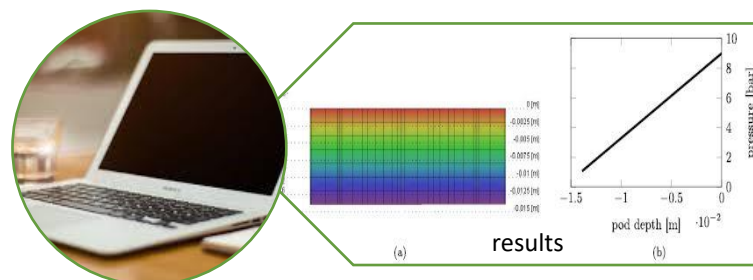 0 [m]
-0.0025 [m]
-0.005 [m]
-0.0075 [m]
-0.01 [m]
-0.0125 [m]
-0.015 [m]
(a)
results
10
8
6
4
2
0
pressure [bar]
−1.5
−1
−0.5
0
pod depth [m]
·10⁻²
(b)